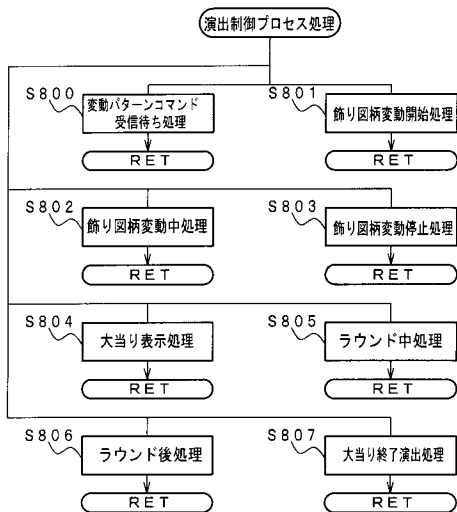 演出制御プロセス処理
S800
変動パターンコマンド
受信待ち処理
RET
S801
飾り図柄変動開始処理
RET
S802
飾り図柄変動中処理
RET
S803
飾り図柄変動停止処理
RET
S804
大当り表示処理
RET
S805
ラウンド中処理
RET
S806
ラウンド後処理
RET
S807
大当り終了演出処理
RET